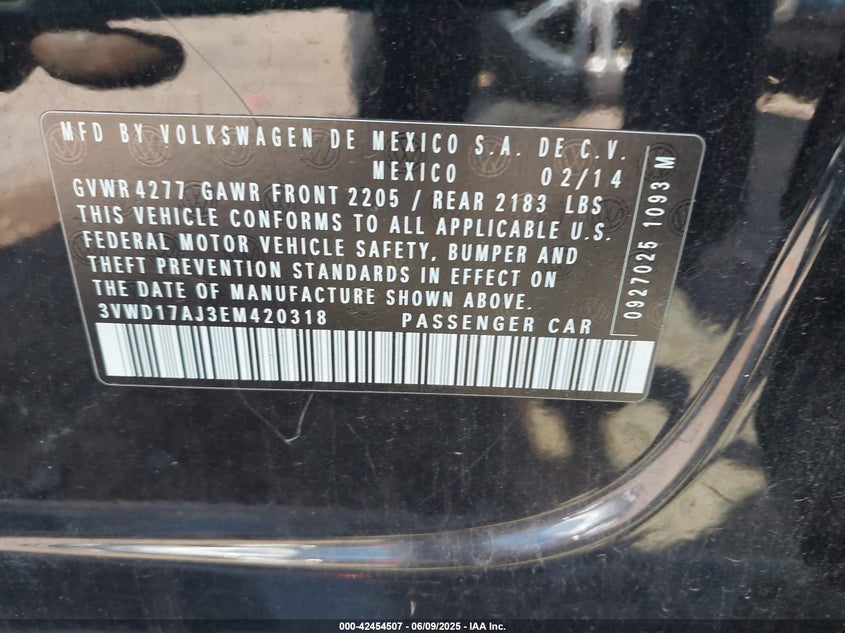 MFD BY VOLKSWAGEN DE MEXICO S.A. DE C.V.
MEXICO 02/14
GVWR 4277 GAWR FRONT 2205 / REAR 2183 LBS
THIS VEHICLE CONFORMS TO ALL APPLICABLE U.S.
FEDERAL MOTOR VEHICLE SAFETY, BUMPER AND
THEFT PREVENTION STANDARDS IN EFFECT ON
THE DATE OF MANUFACTURE SHOWN ABOVE.
3VWD17AJ3EM420318 PASSENGER CAR
0927025 1093 M
000-42454507 - 06/09/2025 - IAA Inc.